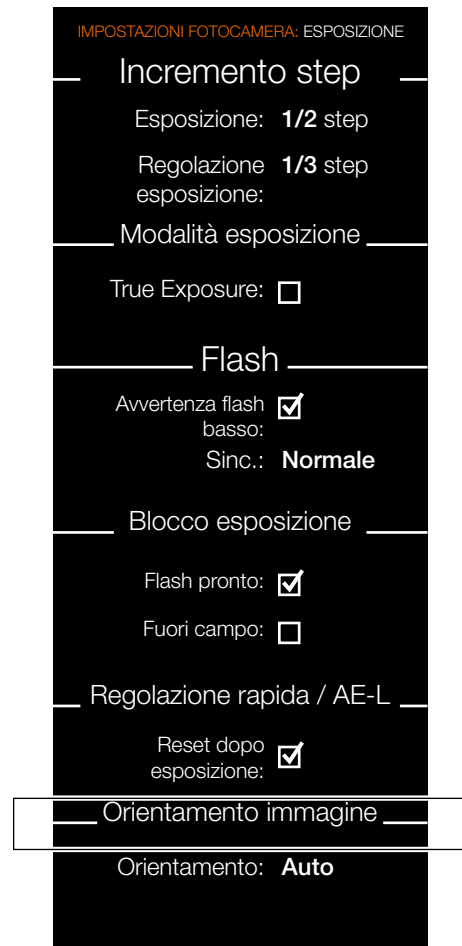 IMPOSTAZIONI FOTOCAMERA: ESPOSIZIONE
Incremento step
Esposizione: 1/2 step
Regolazione 1/3 step
esposizione:
Modalità esposizione
True Exposure:
Flash
Avvertenza flash
basso:
Sinc.: Normale
Blocco esposizione
Flash pronto:
Fuori campo:
Regolazione rapida / AE-L
Reset dopo
esposizione:
Orientamento immagine
Orientamento: Auto